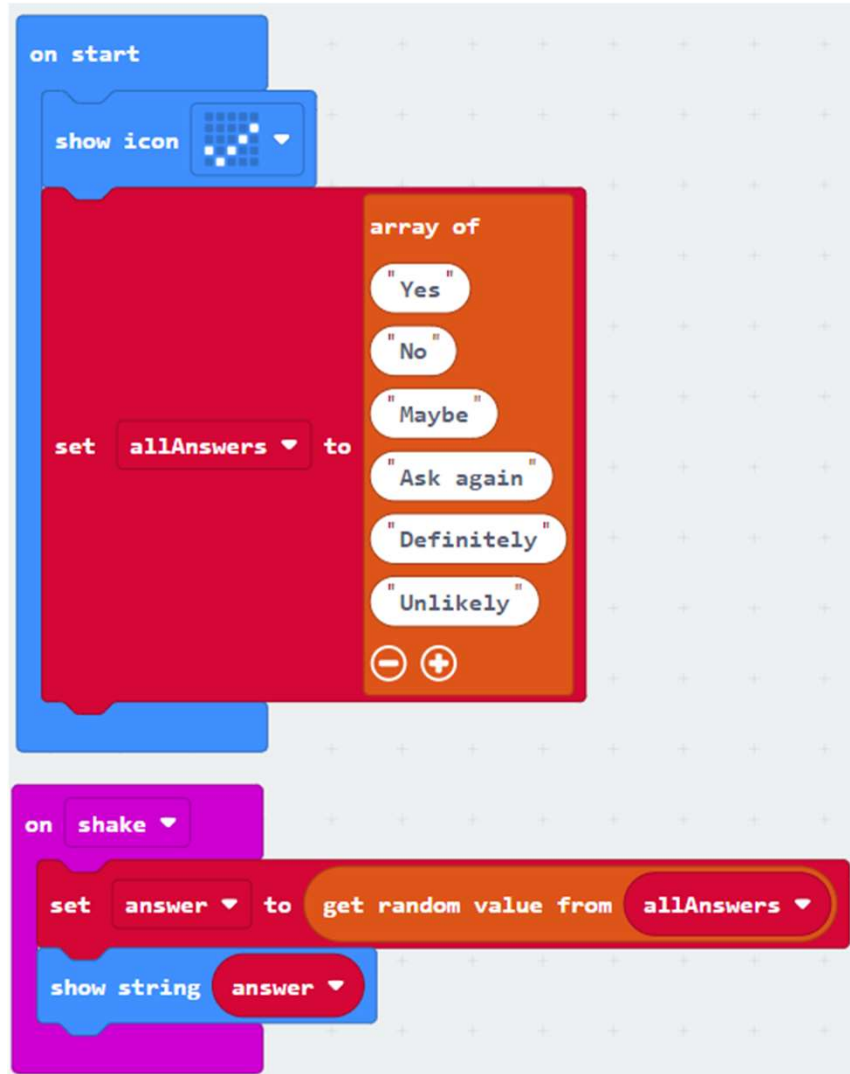 on start
show icon
array of
"Yes"
"No"
"Maybe"
set allAnswers to
"Ask again"
"Definitely"
"Unlikely"
on shake
set answer to get random value from allAnswers
show string answer